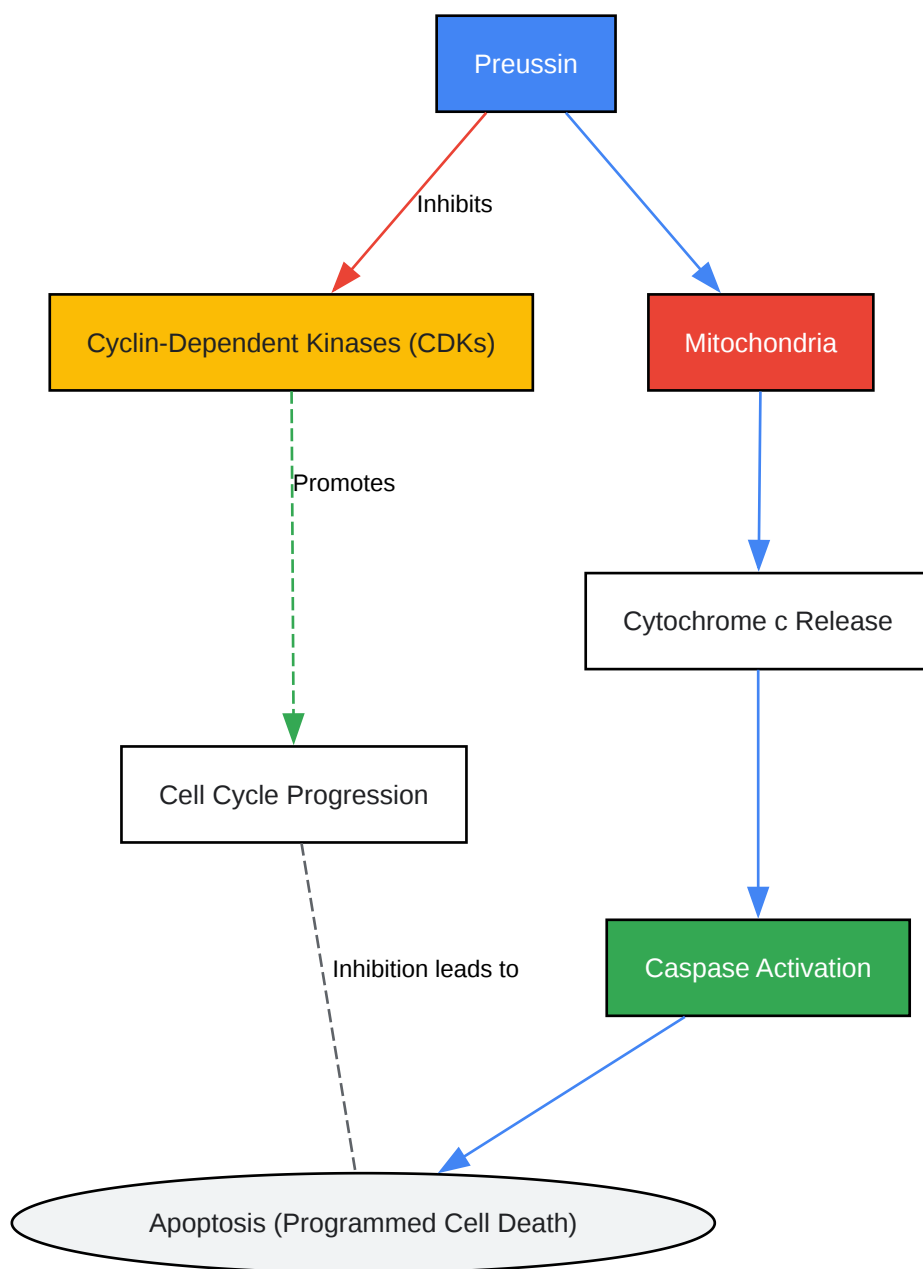 Preussin
Inhibits
Cyclin-Dependent Kinases (CDKs)
Mitochondria
Promotes
Cytochrome c Release
Cell Cycle Progression
Inhibition leads to
Caspase Activation
Apoptosis (Programmed Cell Death)